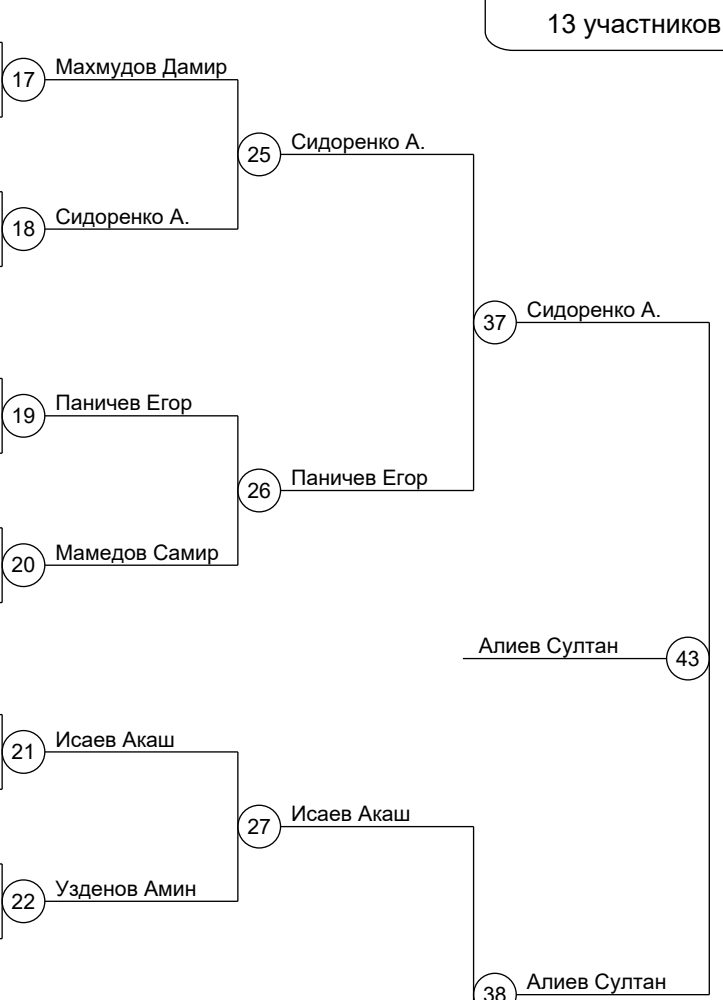 13 участников
17
Махмудов Дамир
25
Сидоренко А.
18
Сидоренко А.
37
Сидоренко А.
19
Паничев Егор
26
Паничев Егор
20
Мамедов Самир
Алиев Султан
43
21
Исаев Акаш
27
Исаев Акаш
22
Узденов Амин
38
Алиев Султан